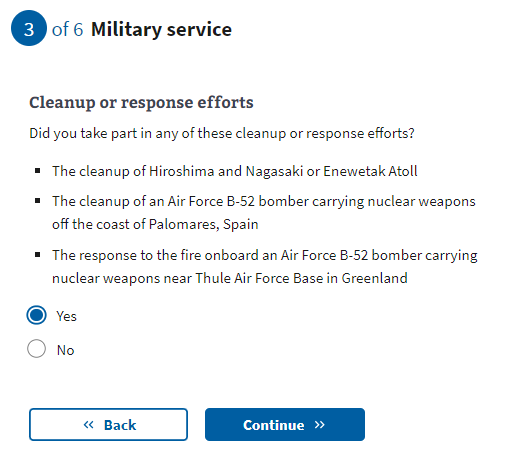 3 of 6 Military service
Cleanup or response efforts
Did you take part in any of these cleanup or response efforts?
▪ The cleanup of Hiroshima and Nagasaki or Enewetak Atoll
▪ The cleanup of an Air Force B-52 bomber carrying nuclear weapons
off the coast of Palomares, Spain
▪ The response to the fire onboard an Air Force B-52 bomber carrying
nuclear weapons near Thule Air Force Base in Greenland
Yes
No
« Back
Continue »